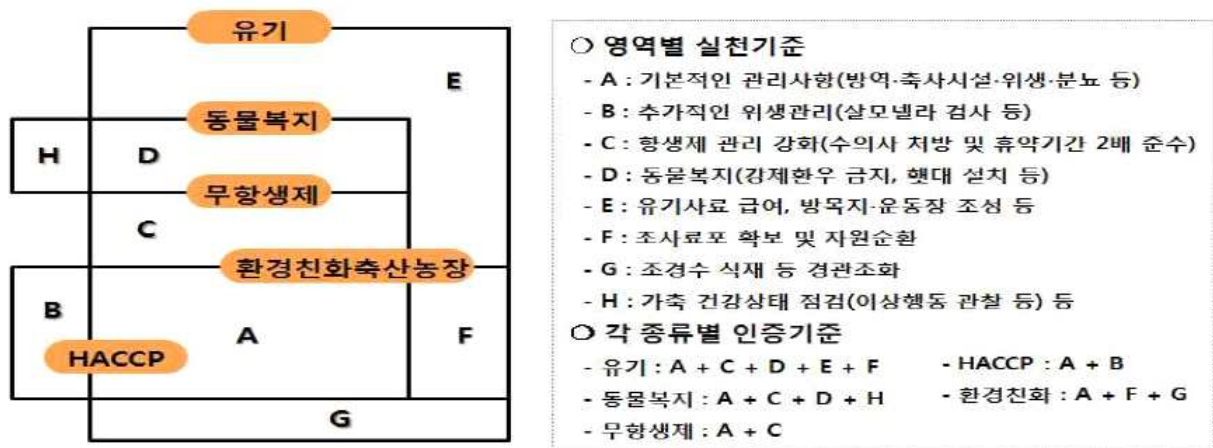 유기
E
동물복지
H
D
무항생제
C
환경친화축산농장
B
A
F
HACCP
G
○ 영역별 실천기준
- A : 기본적인 관리사항(방역·축사시설·위생·분뇨 등)
- B : 추가적인 위생관리(살모넬라 검사 등)
- C : 항생제 관리 강화(수의사 처방 및 휴약기간 2배 준수)
- D : 동물복지(강제환우 금지, 횃대 설치 등)
- E : 유기사료 급여, 방목지·운동장 조성 등
- F : 조사료포 확보 및 자원순환
- G : 조경수 식재 등 경관조화
- H : 가축 건강상태 점검(이상행동 관찰 등) 등
○ 각 종류별 인증기준
- 유기 : A + C + D + E + F - HACCP : A + B
- 동물복지 : A + C + D + H - 환경친화 : A + F + G
- 무항생제 : A + C